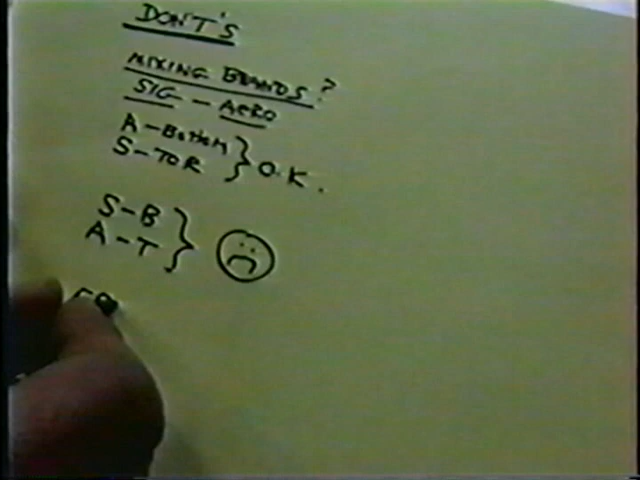 DON'T'S
MIXING BRANDS?
SIG - AERO
A - Bottom
S - TOP } O.K.
S - B
A - T }